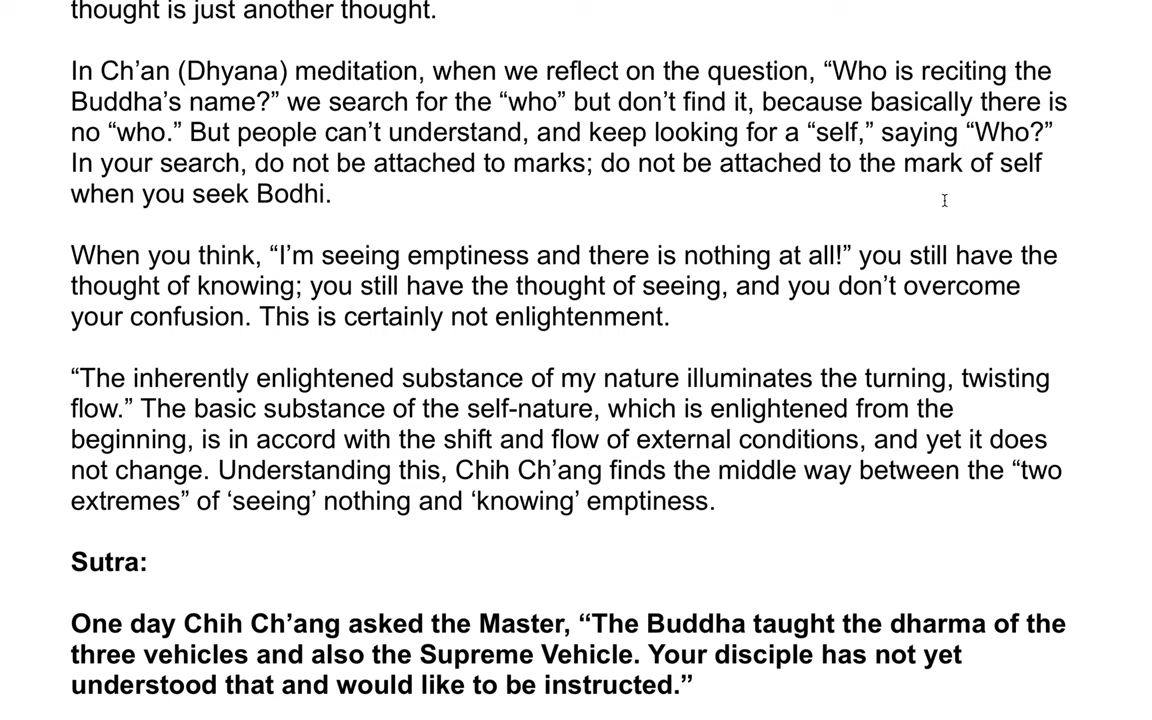 thought is just another thought.
In Ch’an (Dhyana) meditation, when we reflect on the question, “Who is reciting the
Buddha’s name?” we search for the “who” but don’t find it, because basically there is
no “who.” But people can’t understand, and keep looking for a “self,” saying “Who?”
In your search, do not be attached to marks; do not be attached to the mark of self
when you seek Bodhi.
When you think, “I’m seeing emptiness and there is nothing at all!” you still have the
thought of knowing; you still have the thought of seeing, and you don’t overcome
your confusion. This is certainly not enlightenment.
“The inherently enlightened substance of my nature illuminates the turning, twisting
flow.” The basic substance of the self-nature, which is enlightened from the
beginning, is in accord with the shift and flow of external conditions, and yet it does
not change. Understanding this, Chih Ch’ang finds the middle way between the “two
extremes” of ‘seeing’ nothing and ‘knowing’ emptiness.
Sutra:
One day Chih Ch’ang asked the Master, “The Buddha taught the dharma of the
three vehicles and also the Supreme Vehicle. Your disciple has not yet
understood that and would like to be instructed.”